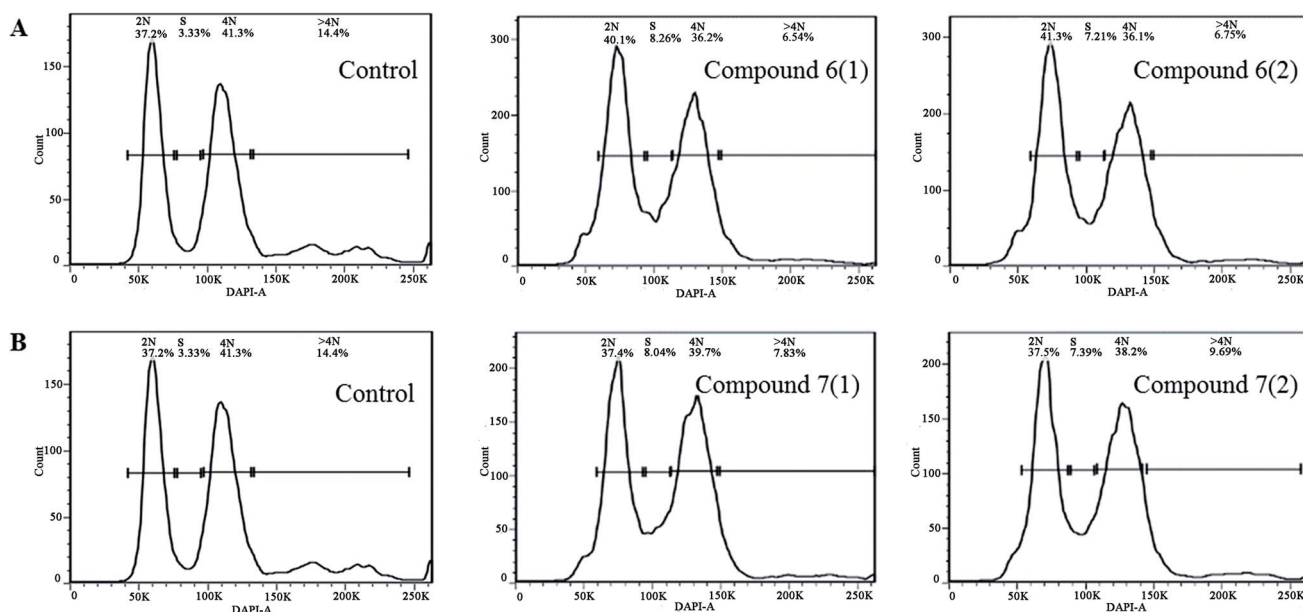 A
2N S 4N >4N
37.2% 3.33% 41.3% 14.4%
Control
Count
150
100
50
0
0 50K 100K 150K 200K 250K
DAPI-A
2N S 4N >4N
40.1% 8.26% 36.2% 6.54%
Compound 6(1)
Count
300
200
100
0
0 50K 100K 150K 200K 250K
DAPI-A
2N S 4N >4N
41.3% 7.21% 36.1% 6.75%
Compound 6(2)
Count
300
200
100
0
0 50K 100K 150K 200K 250K
DAPI-A
B
2N S 4N >4N
37.2% 3.33% 41.3% 14.4%
Control
Count
150
100
50
0
0 50K 100K 150K 200K 250K
DAPI-A
2N S 4N >4N
37.4% 8.04% 39.7% 7.83%
Compound 7(1)
Count
200
150
100
50
0
0 50K 100K 150K 200K 250K
DAPI-A
2N S 4N >4N
37.5% 7.39% 38.2% 9.69%
Compound 7(2)
Count
200
150
100
50
0
0 50K 100K 150K 200K 250K
DAPI-A